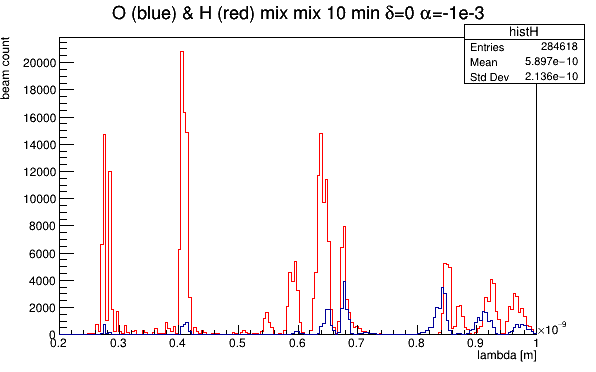 O (blue) & H (red) mix mix 10 min δ=0 α=-1e-3
histH
Entries 284618
Mean 5.897e-10
Std Dev 2.136e-10
beam count
20000
18000
16000
14000
12000
10000
8000
6000
4000
2000
0
0.2 0.3 0.4 0.5 0.6 0.7 0.8 0.9 1
×10⁻⁹
lambda [m]